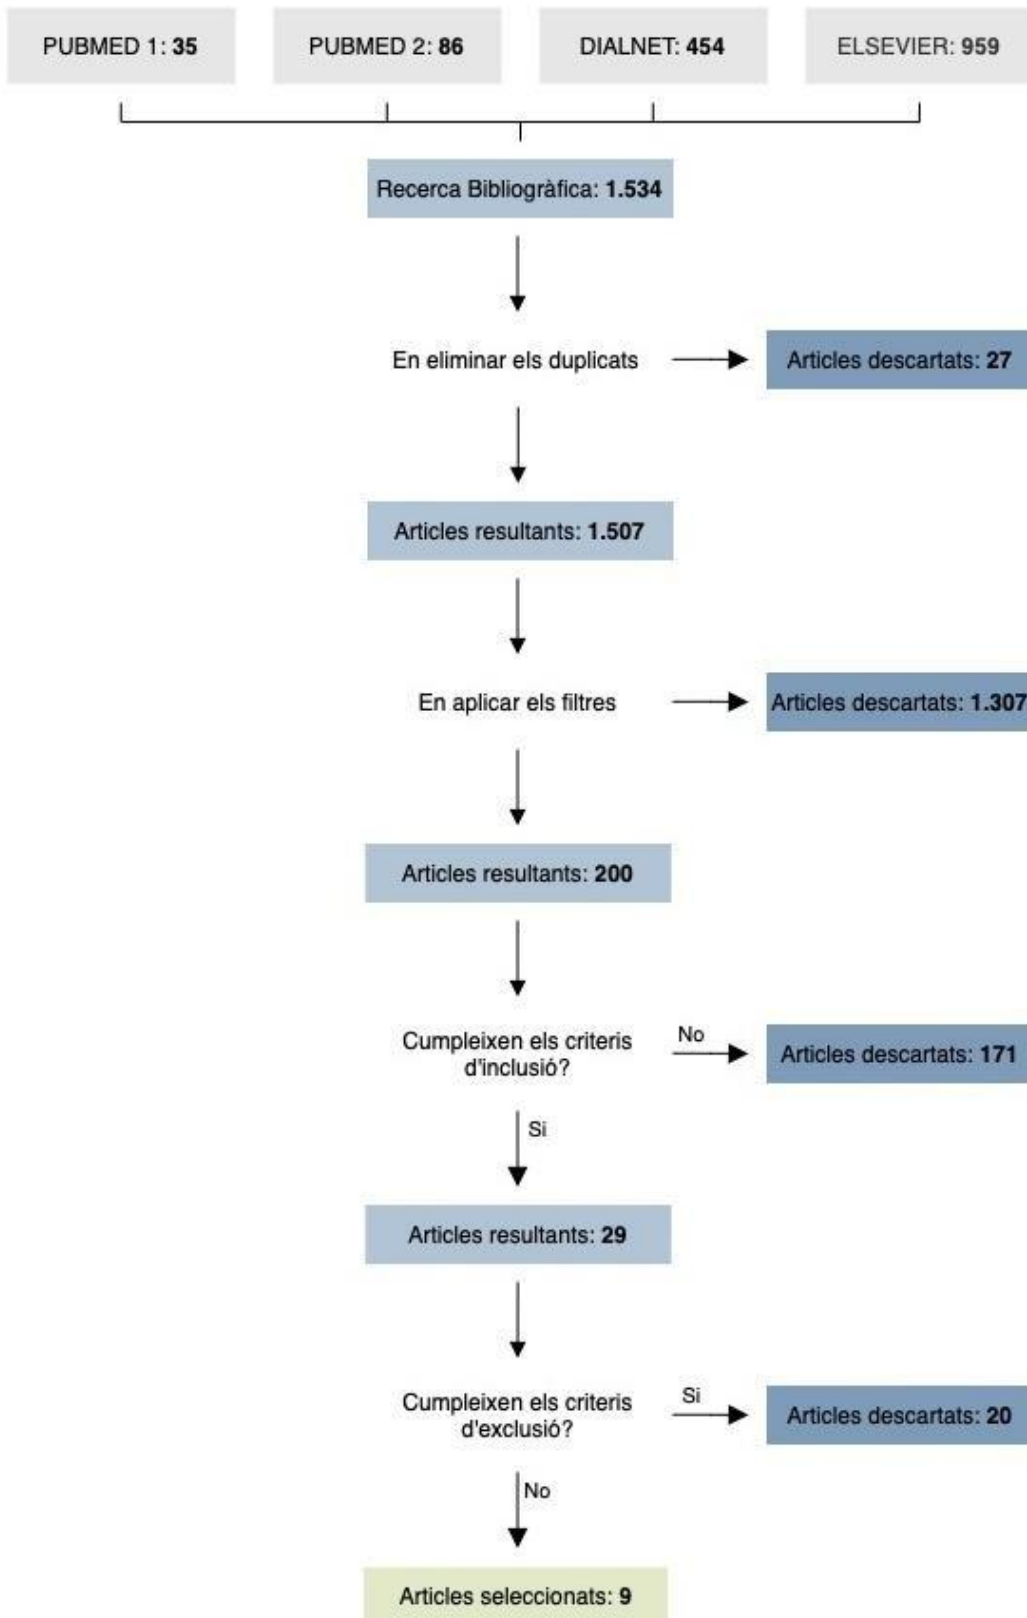 PUBMED 1: 35
PUBMED 2: 86
DIALNET: 454
ELSEVIER: 959
Recerca Bibliogràfica: 1.534
En eliminar els duplicats
Articles descartats: 27
Articles resultants: 1.507
En aplicar els filtres
Articles descartats: 1.307
Articles resultants: 200
Cumpleixen els criteris
d'inclusió?
No
Articles descartats: 171
Si
Articles resultants: 29
Cumpleixen els criteris
d'exclusió?
Si
Articles descartats: 20
No
Articles seleccionats: 9